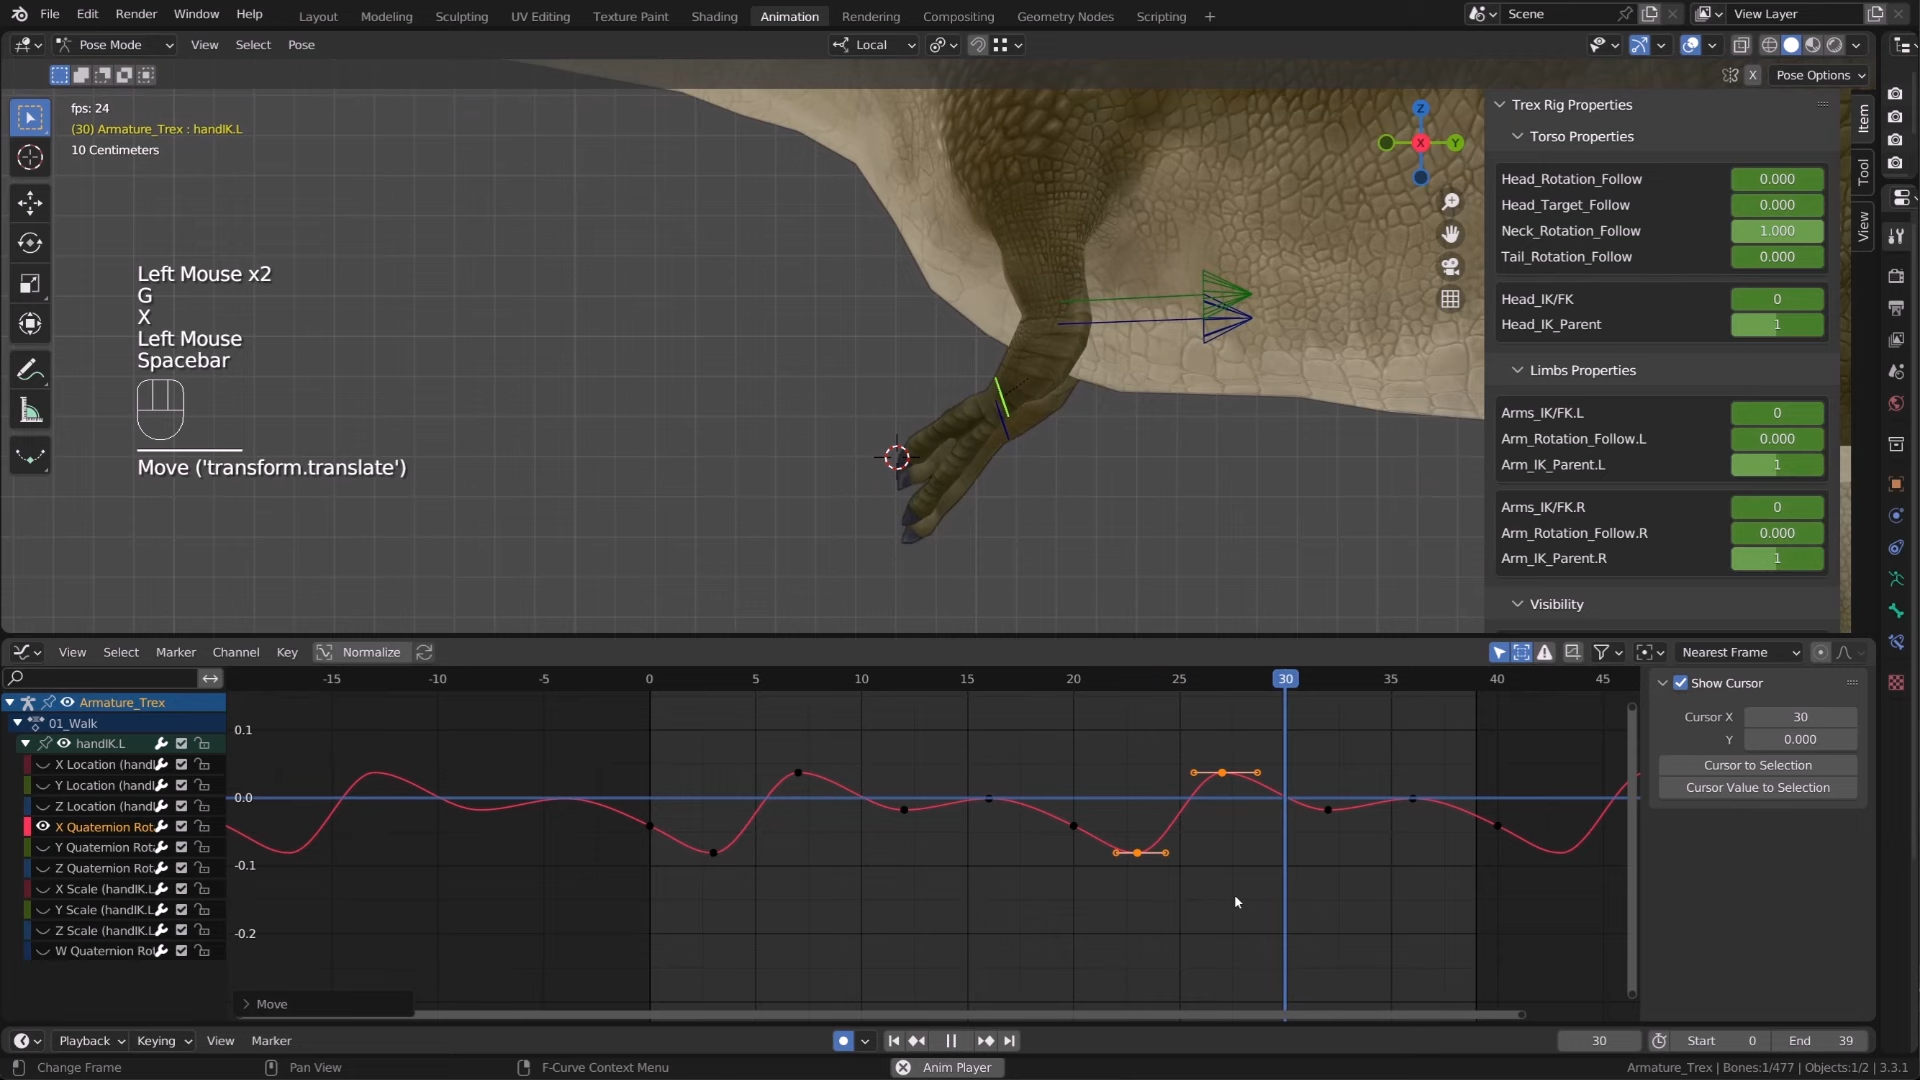 File Edit Render Window Help Layout Modeling Sculpting UV Editing Texture Paint Shading Animation Rendering Compositing Geometry Nodes Scripting + Scene View Layer
Pose Mode View Select Pose Local
X Pose Options
fps: 24
(30) Armature_Trex : handIK.L
10 Centimeters
Left Mouse x2
G
X
Left Mouse
Spacebar
Move ('transform.translate')
Z
X
Y
Trex Rig Properties
Torso Properties
Head_Rotation_Follow 0.000
Head_Target_Follow 0.000
Neck_Rotation_Follow 1.000
Tail_Rotation_Follow 0.000
Head_IK/FK 0
Head_IK_Parent 1
Limbs Properties
Arms_IK/FK.L 0
Arm_Rotation_Follow.L 0.000
Arm_IK_Parent.L 1
Arms_IK/FK.R 0
Arm_Rotation_Follow.R 0.000
Arm_IK_Parent.R 1
Visibility
Item
Tool
View
View Select Marker Channel Key Normalize Nearest Frame
-15 -10 -5 0 5 10 15 20 25 30 35 40 45
Armature_Trex
01_Walk
handIK.L
X Location (handI
Y Location (handI
Z Location (handI
X Quaternion Rot
Y Quaternion Rot
Z Quaternion Rot
X Scale (handIK.L
Y Scale (handIK.L
Z Scale (handIK.L
W Quaternion Rot
0.1
0.0
-0.1
-0.2
Show Cursor
Cursor X 30
Y 0.000
Cursor to Selection
Cursor Value to Selection
Move
Playback Keying View Marker 30 Start 0 End 39
Change Frame Pan View F-Curve Context Menu Anim Player Armature_Trex | Bones:1/477 | Objects:1/2 | 3.3.1